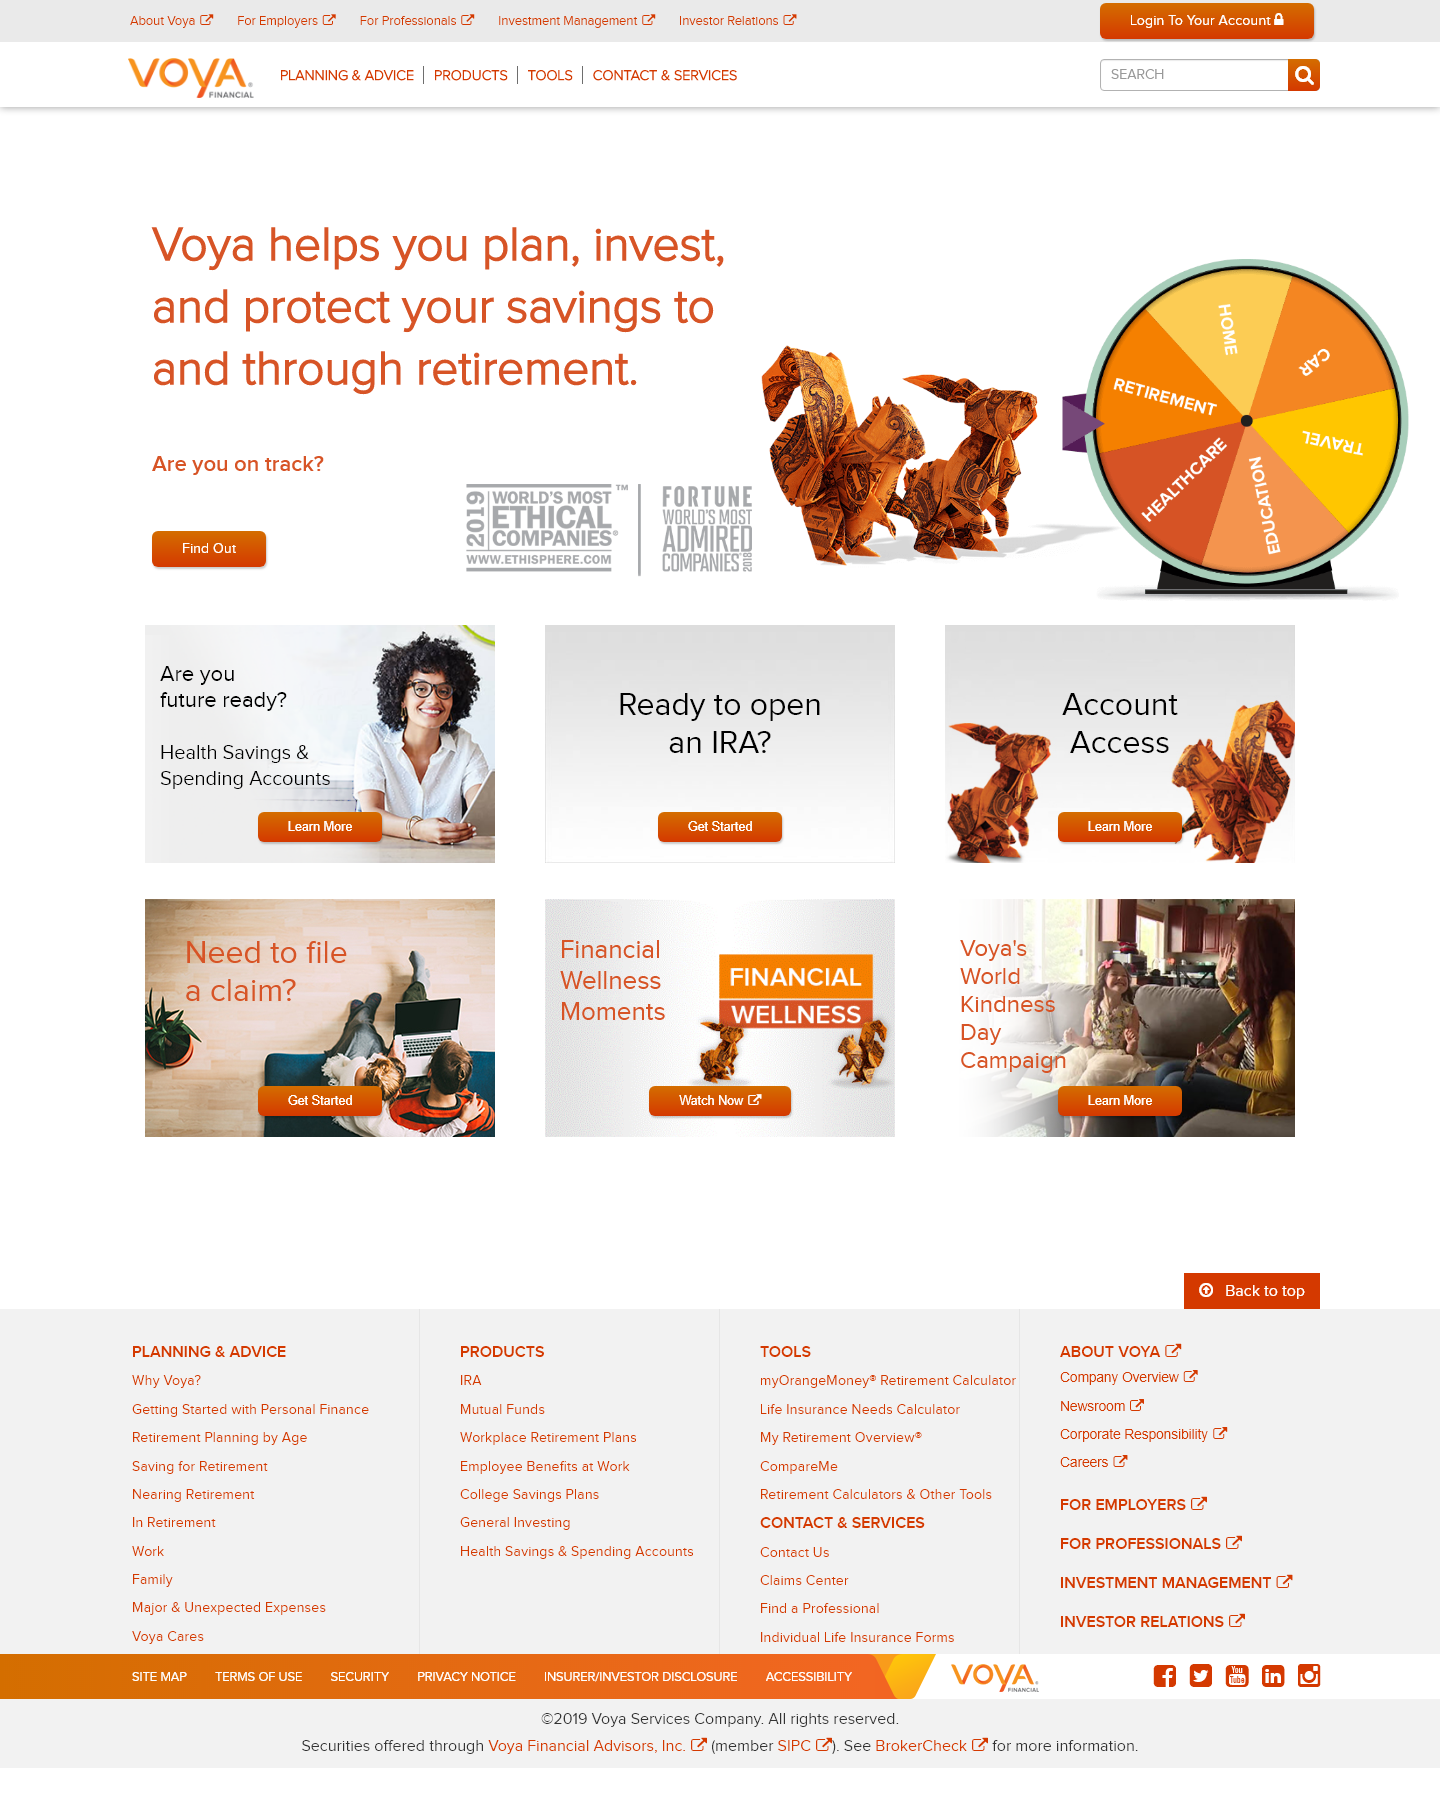 About Voya
For Employers
For Professionals
Investment Management
Investor Relations
Login To Your Account
VOYA.
FINANCIAL
PLANNING & ADVICE
PRODUCTS
TOOLS
CONTACT & SERVICES
SEARCH
Voya helps you plan, invest,
and protect your savings to
and through retirement.
Are you on track?
Find Out
2019
WORLD'S MOST
ETHICAL
COMPANIES®
WWW.ETHISPHERE.COM
™
FORTUNE
WORLD'S MOST
ADMIRED
COMPANIES
2018
HOME
CAR
TRAVEL
EDUCATION
HEALTHCARE
RETIREMENT
Are you
future ready?
Health Savings &
Spending Accounts
Learn More
Ready to open
an IRA?
Get Started
Account
Access
Learn More
Need to file
a claim?
Get Started
Financial
Wellness
Moments
FINANCIAL
WELLNESS
Watch Now
Voya's
World
Kindness
Day
Campaign
Learn More
Back to top
PLANNING & ADVICE
Why Voya?
Getting Started with Personal Finance
Retirement Planning by Age
Saving for Retirement
Nearing Retirement
In Retirement
Work
Family
Major & Unexpected Expenses
Voya Cares
PRODUCTS
IRA
Mutual Funds
Workplace Retirement Plans
Employee Benefits at Work
College Savings Plans
General Investing
Health Savings & Spending Accounts
TOOLS
myOrangeMoney® Retirement Calculator
Life Insurance Needs Calculator
My Retirement Overview®
CompareMe
Retirement Calculators & Other Tools
CONTACT & SERVICES
Contact Us
Claims Center
Find a Professional
Individual Life Insurance Forms
ABOUT VOYA
Company Overview
Newsroom
Corporate Responsibility
Careers
FOR EMPLOYERS
FOR PROFESSIONALS
INVESTMENT MANAGEMENT
INVESTOR RELATIONS
SITE MAP
TERMS OF USE
SECURITY
PRIVACY NOTICE
INSURER/INVESTOR DISCLOSURE
ACCESSIBILITY
VOYA.
FINANCIAL
You
Tube
in
©2019 Voya Services Company. All rights reserved.
Securities offered through Voya Financial Advisors, Inc. (member SIPC). See BrokerCheck for more information.